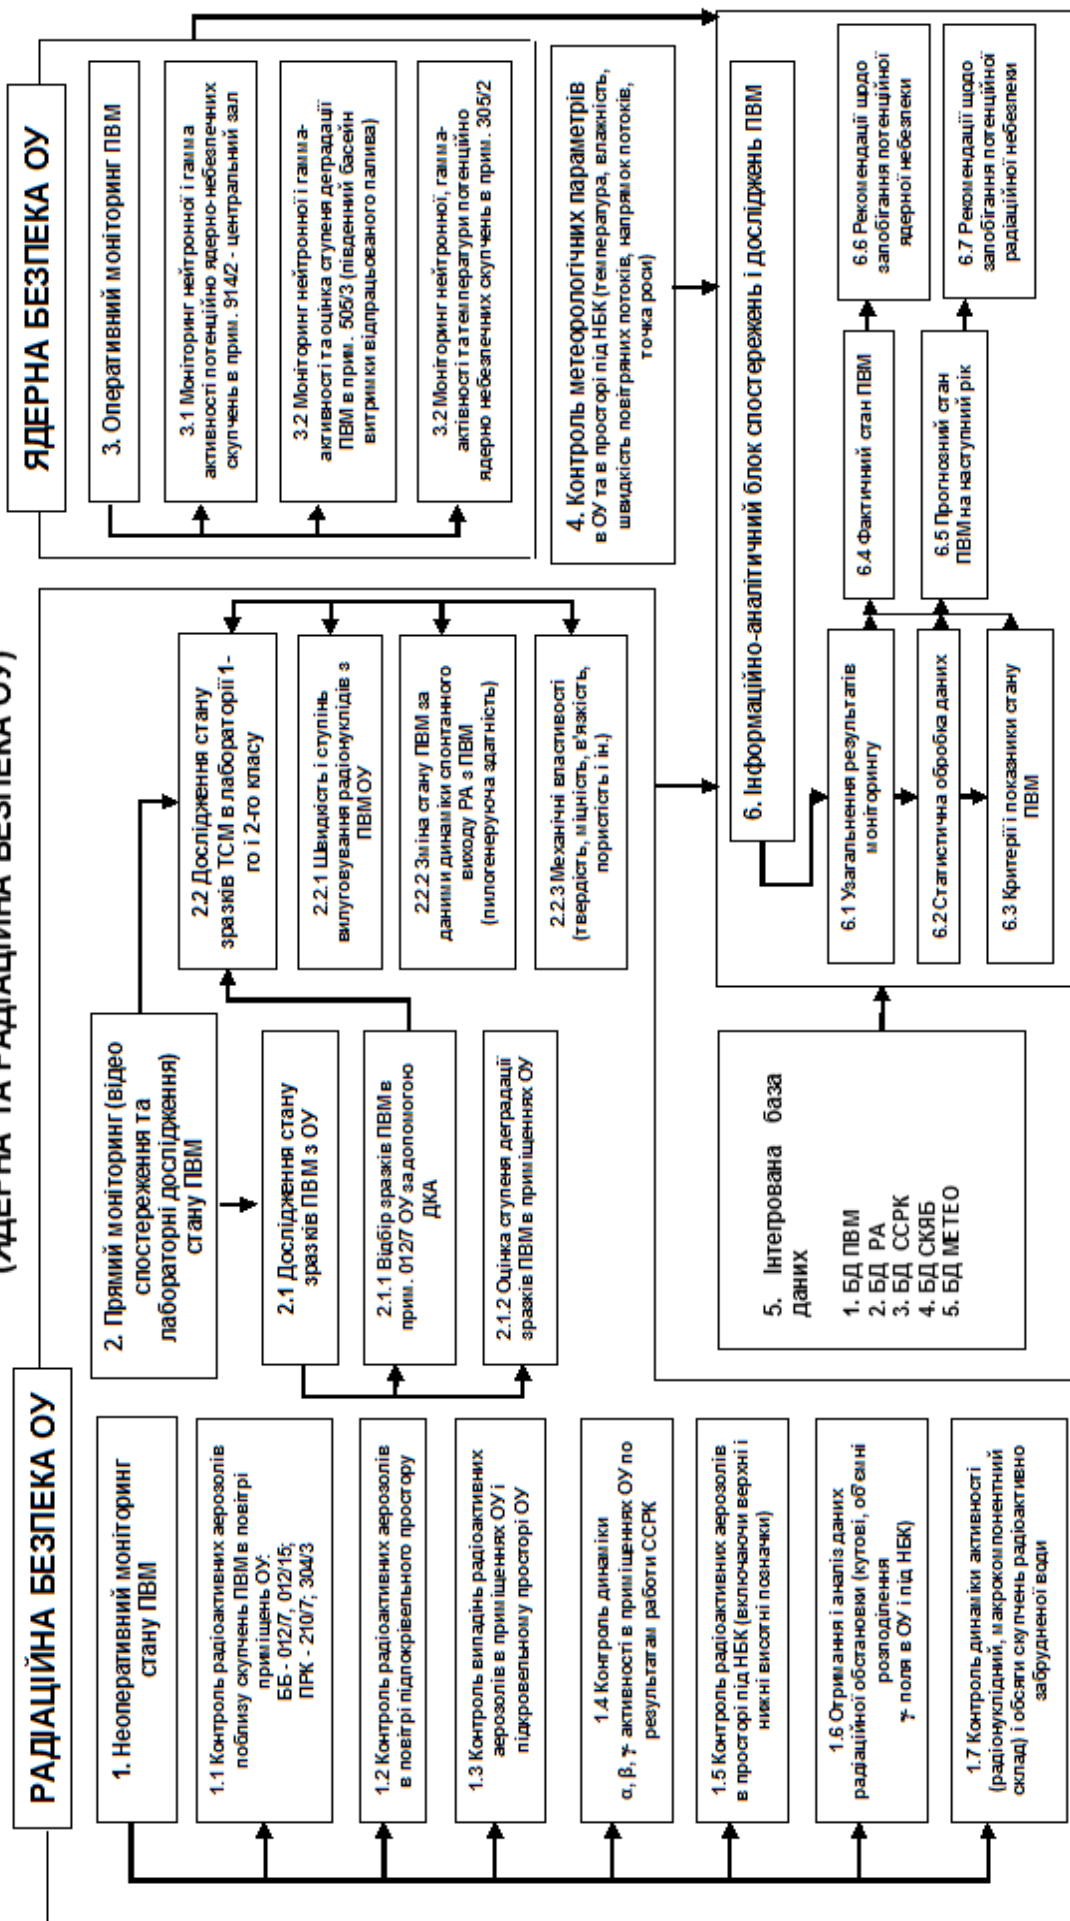 (ЯДЕРНА ТА РАДІАЦІЙНА БЕЗПЕКА ОУ)
РАДІАЦІЙНА БЕЗПЕКА ОУ
1. Неоперативний моніторинг
стану ПВМ
1.1 Контроль радіоактивних аерозолів
поблизу скупчень ПВМ в повітрі
приміщень ОУ:
ББ - 012/7, 012/15;
ПРК - 210/7; 304/3
1.2 Контроль радіоактивних аерозолів
в повітрі підпокрівельного простору
1.3 Контроль випадінь радіоактивних
аерозолів в приміщеннях ОУ і
підкровельному просторі ОУ
1.4 Контроль динаміки
α, β, γ- активності в приміщеннях ОУ по
результатам работи ССРК
1.5 Контроль радіоактивних аерозолів
в просторі під НБК (включаючи верхні і
нижні висотні позначки)
1.6 Отримання і аналіз даних
радіаційної обстановки (кутові, об'ємні
розподілення
γ- поля в ОУ і під НБК)
1.7 Контроль динаміки активності
(радіонуклідний, макрокомпонентний
склад) і обсяги скупчень радіоактивно
забрудненої води
2. Прямий моніторинг (відео
спостереження та
лабораторні дослідження)
стану ПВМ
2.1 Дослідження стану
зразків ПВМ з ОУ
2.1.1 Відбір зразків ПВМ в
прим. 012/7 ОУ за допомогою
ДКА
2.1.2 Оцінка ступеня деградації
зразків ПВМ в приміщеннях ОУ
2.2 Дослідження стану
зразків ТСМ в лабораторії 1-
го і 2-го класу
2.2.1 Швидкість і ступінь
вилуговування радіонуклідів з
ПВМ ОУ
2.2.2 Зміна стану ПВМ за
даними динаміки спонтанного
виходу РА з ПВМ
(пилогенеруюча здатність)
2.2.3 Механічні властивості
(твердість, міцність, в'язкість,
пористість і ін.)
ЯДЕРНА БЕЗПЕКА ОУ
3. Оперативний моніторинг ПВМ
3.1 Моніторинг нейтронної і гамма
активності потенційно ядерно-небезпечних
скупчень в прим. 914/2 - центральний зал
3.2 Моніторинг нейтронної і гамма-
активності та оцінка ступеня деградації
ПВМ в прим. 505/3 (південний басейн
витримки відпрацьованого палива)
3.2 Моніторинг нейтронної, гамма-
актівності та температури потенційно
ядерно небезпечних скупчень в прим. 305/2
4. Контроль метеорологічних параметрів
в ОУ та в просторі під НБК (температура, влажність,
швидкість повітряних потоків, напрямок потоків,
точка роси)
5. Інтегрована база
даних
1. БД ПВМ
2. БД РА
3. БД ССРК
4. БД СКЯБ
5. БД МЕТЕО
6. Інформаційно-аналітичний блок спостережень і досліджень ПВМ
6.1 Узагальнення результатів
моніторингу
6.2 Статистична обробка даних
6.3 Критерії і показники стану
ПВМ
6.4 Фактичний стан ПВМ
6.5 Прогнозний стан
ПВМ на наступний рік
6.6 Рекомендації щодо
запобігання потенційної
ядерної небезпеки
6.7 Рекомендації щодо
запобігання потенційної
радіаційної небезпеки